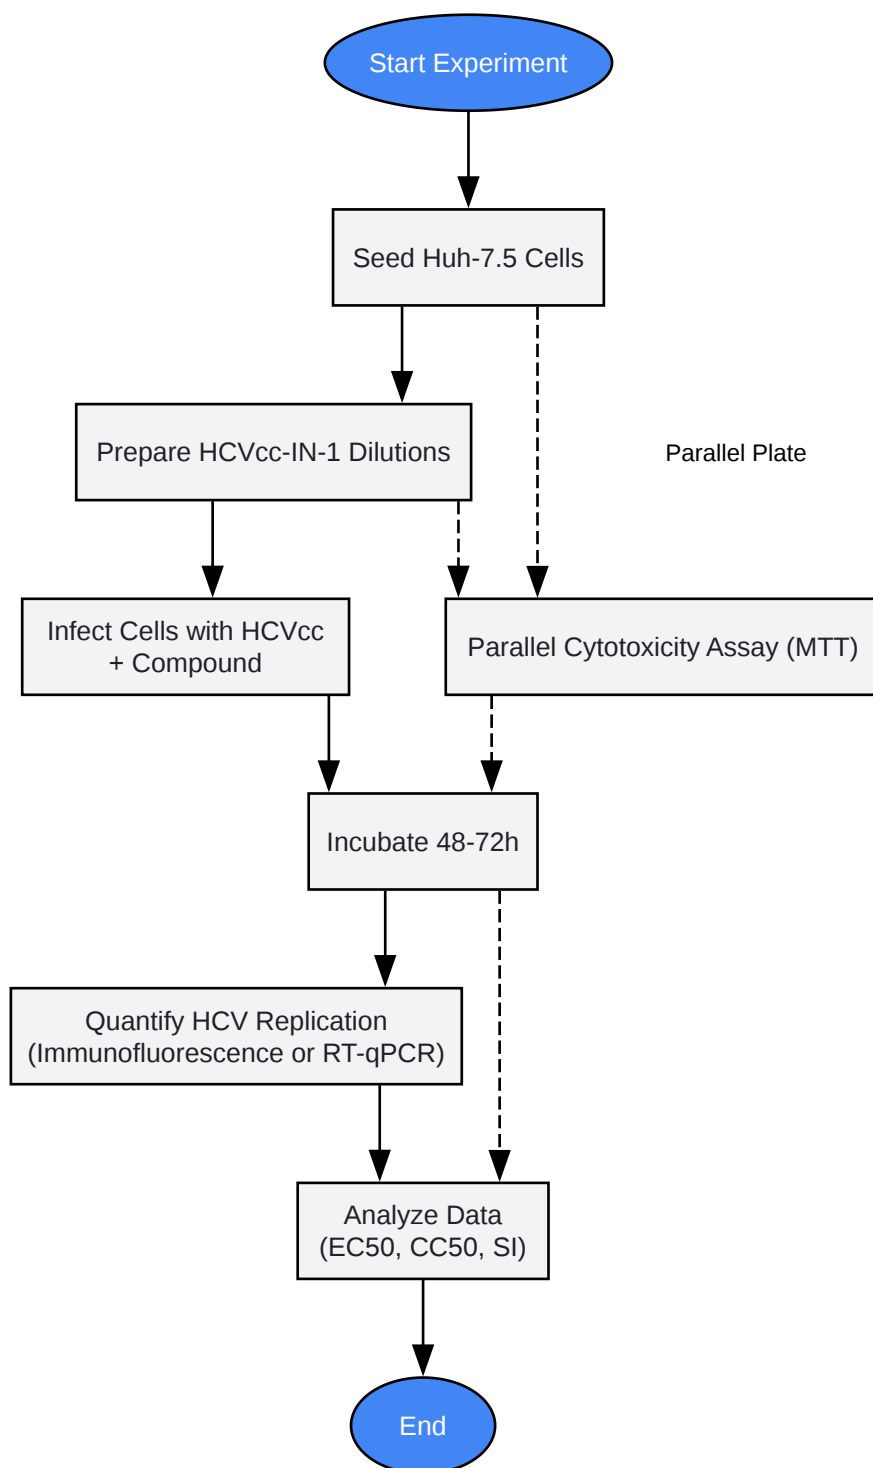 Start Experiment
Seed Huh-7.5 Cells
Prepare HCVcc-IN-1 Dilutions
Parallel Plate
Infect Cells with HCVcc
+ Compound
Parallel Cytotoxicity Assay (MTT)
Incubate 48-72h
Quantify HCV Replication
(Immunofluorescence or RT-qPCR)
Analyze Data
(EC50, CC50, SI)
End